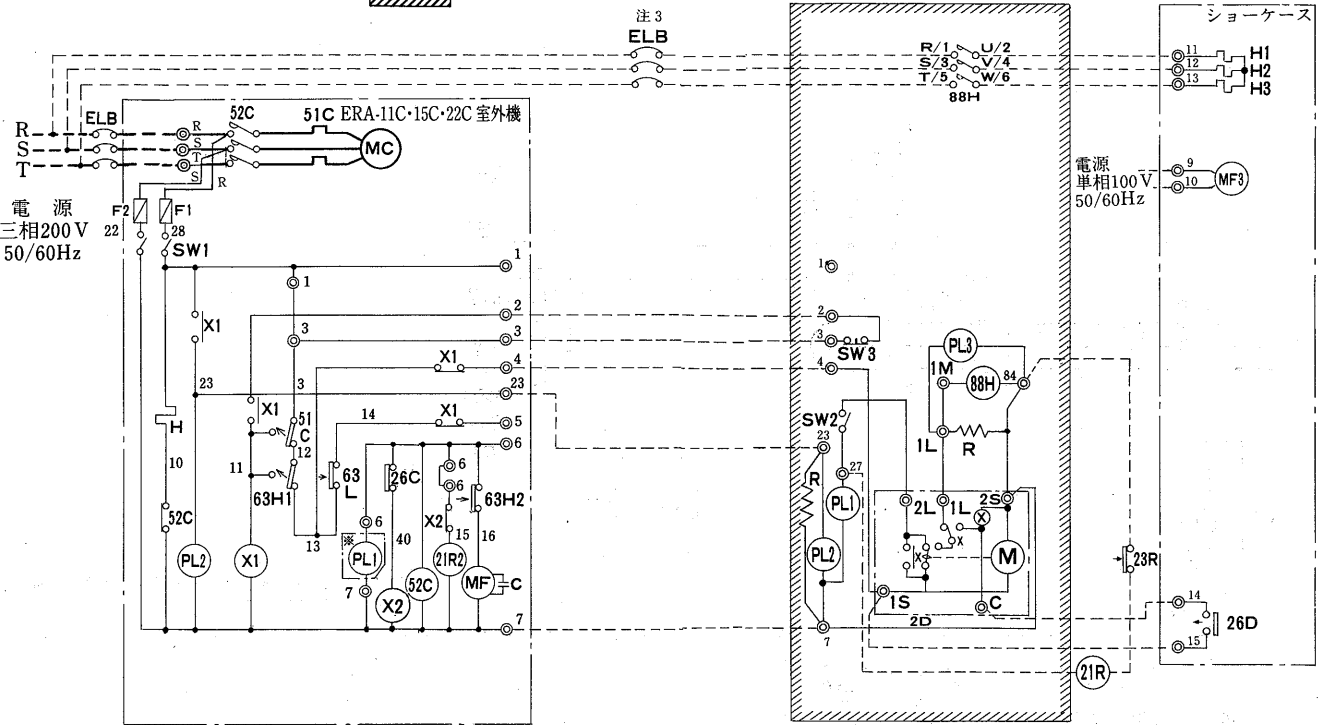 注3
ELB
ショーケース
R/1 U/2
S/3 V/4
T/5 W/6
88H
11
12
13
H1
H2
H3
ELB
52C
51C ERA-11C·15C·22C 室外機
R
S
T
R
S
T
S
R
MC
電源
三相200V
50/60Hz
F2
F1
22
28
SW1
電源
単相100V
50/60Hz
9
10
MF3
1
1
2
3
3
4
23
5
6
X1
X1
23
X1
3
51
C
14
X1
H
10
11
12
63H1
63
L
26C
6
6
63H2
52C
13
6
※
PL1
40
X2
15
16
PL2
X1
7
X2
52C
21R2
MF
C
7
1
2
3
SW3
4
PL3
1M
88H
84
SW2
23
27
1L
R
R
PL1
2L
1L
2S
X
X
X
M
PL2
1S
C
2D
7
23R
14
15
26D
21R